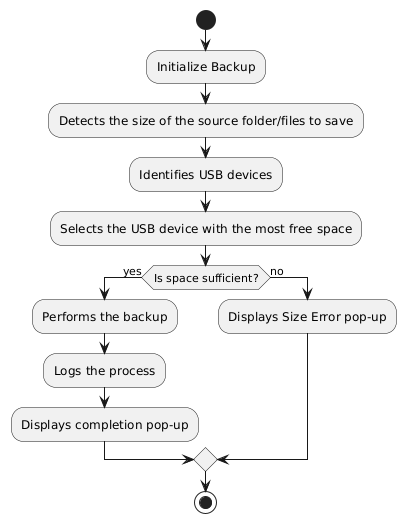 Initialize Backup
Detects the size of the source folder/files to save
Identifies USB devices
Selects the USB device with the most free space
yes
Is space sufficient?
no
Performs the backup
Displays Size Error pop-up
Logs the process
Displays completion pop-up